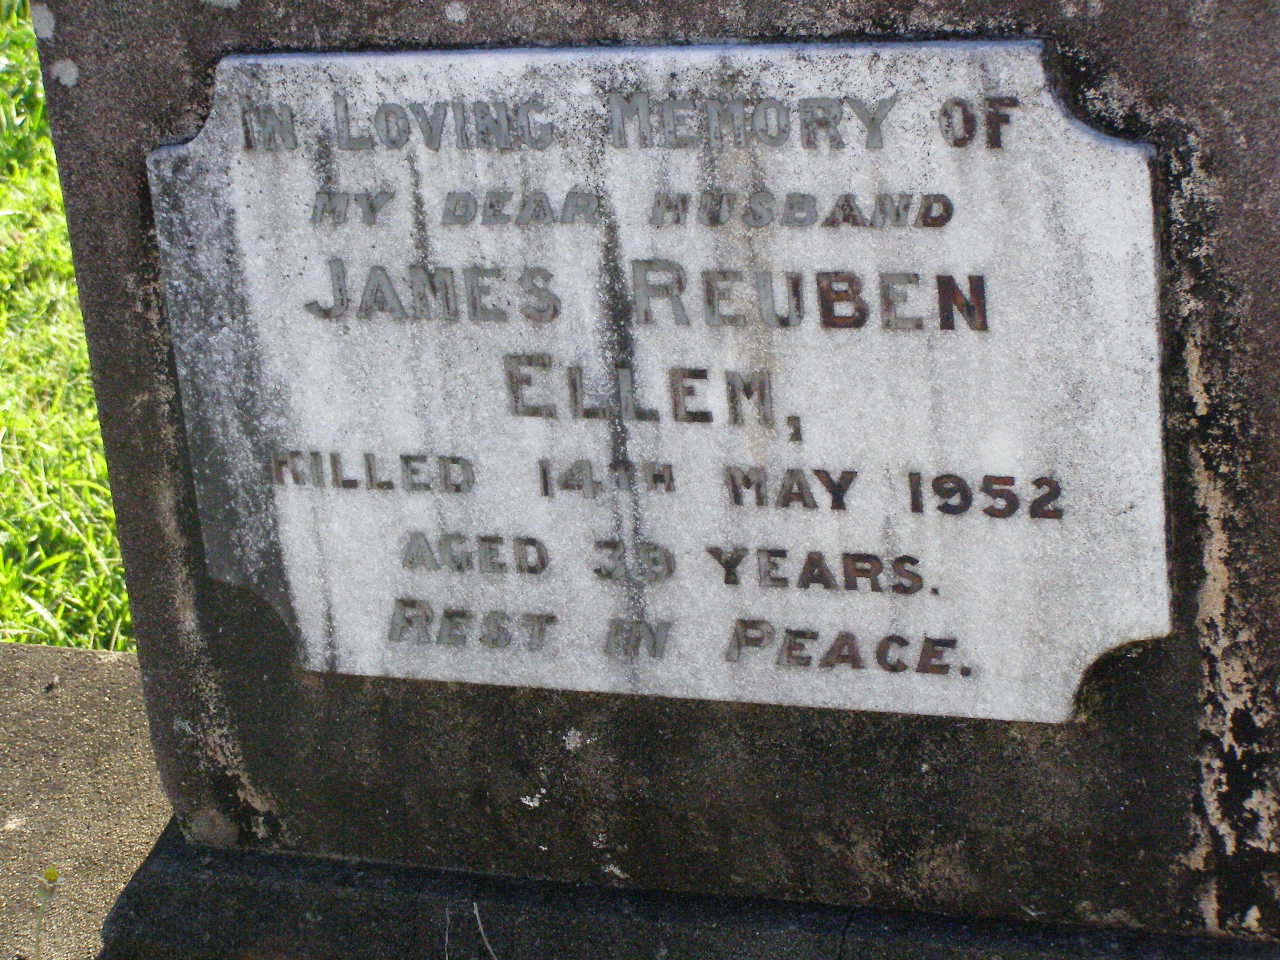 IN LOVING MEMORY OF
MY DEAR HUSBAND
JAMES REUBEN
ELLEM,
KILLED 14TH MAY 1952
AGED 39 YEARS.
REST IN PEACE.